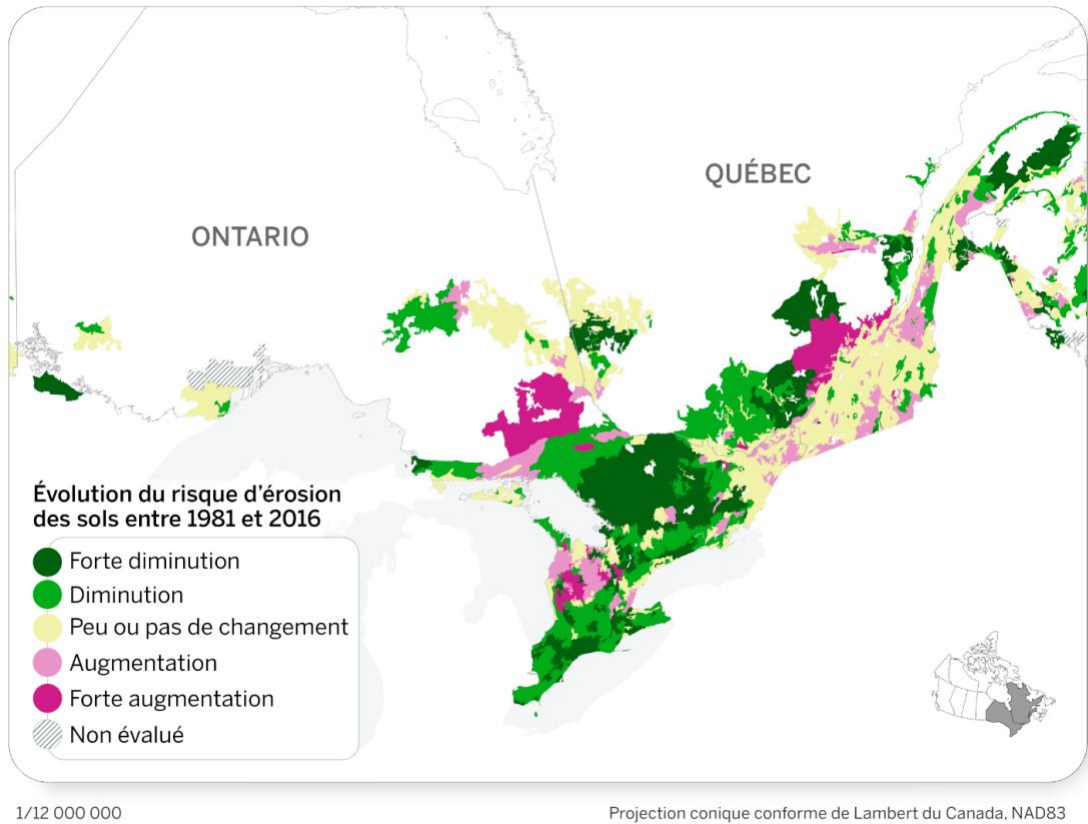 QUÉBEC
ONTARIO
Évolution du risque d'érosion
des sols entre 1981 et 2016
Forte diminution
Diminution
Peu ou pas de changement
Augmentation
Forte augmentation
Non évalué
1/12 000 000
Projection conique conforme de Lambert du Canada, NAD83